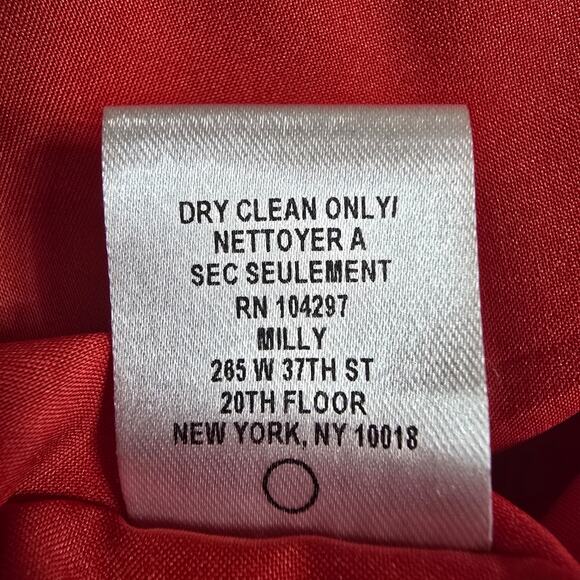 DRY CLEAN ONLY/
NETTOYER A
SEC SEULEMENT
RN 104297
MILLY
265 W 37TH ST
20TH FLOOR
NEW YORK, NY 10018